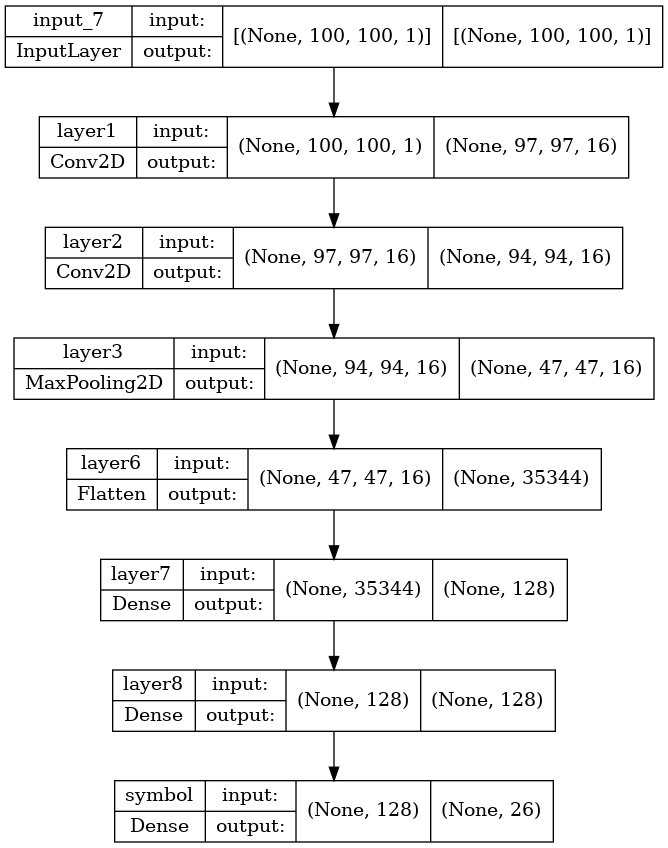 input_7 input: [(None, 100, 100, 1)] [(None, 100, 100, 1)]
InputLayer output:
layer1 input: (None, 100, 100, 1) (None, 97, 97, 16)
Conv2D output:
layer2 input: (None, 97, 97, 16) (None, 94, 94, 16)
Conv2D output:
layer3 input: (None, 94, 94, 16) (None, 47, 47, 16)
MaxPooling2D output:
layer6 input: (None, 47, 47, 16) (None, 35344)
Flatten output:
layer7 input: (None, 35344) (None, 128)
Dense output:
layer8 input: (None, 128) (None, 128)
Dense output:
symbol input: (None, 128) (None, 26)
Dense output: